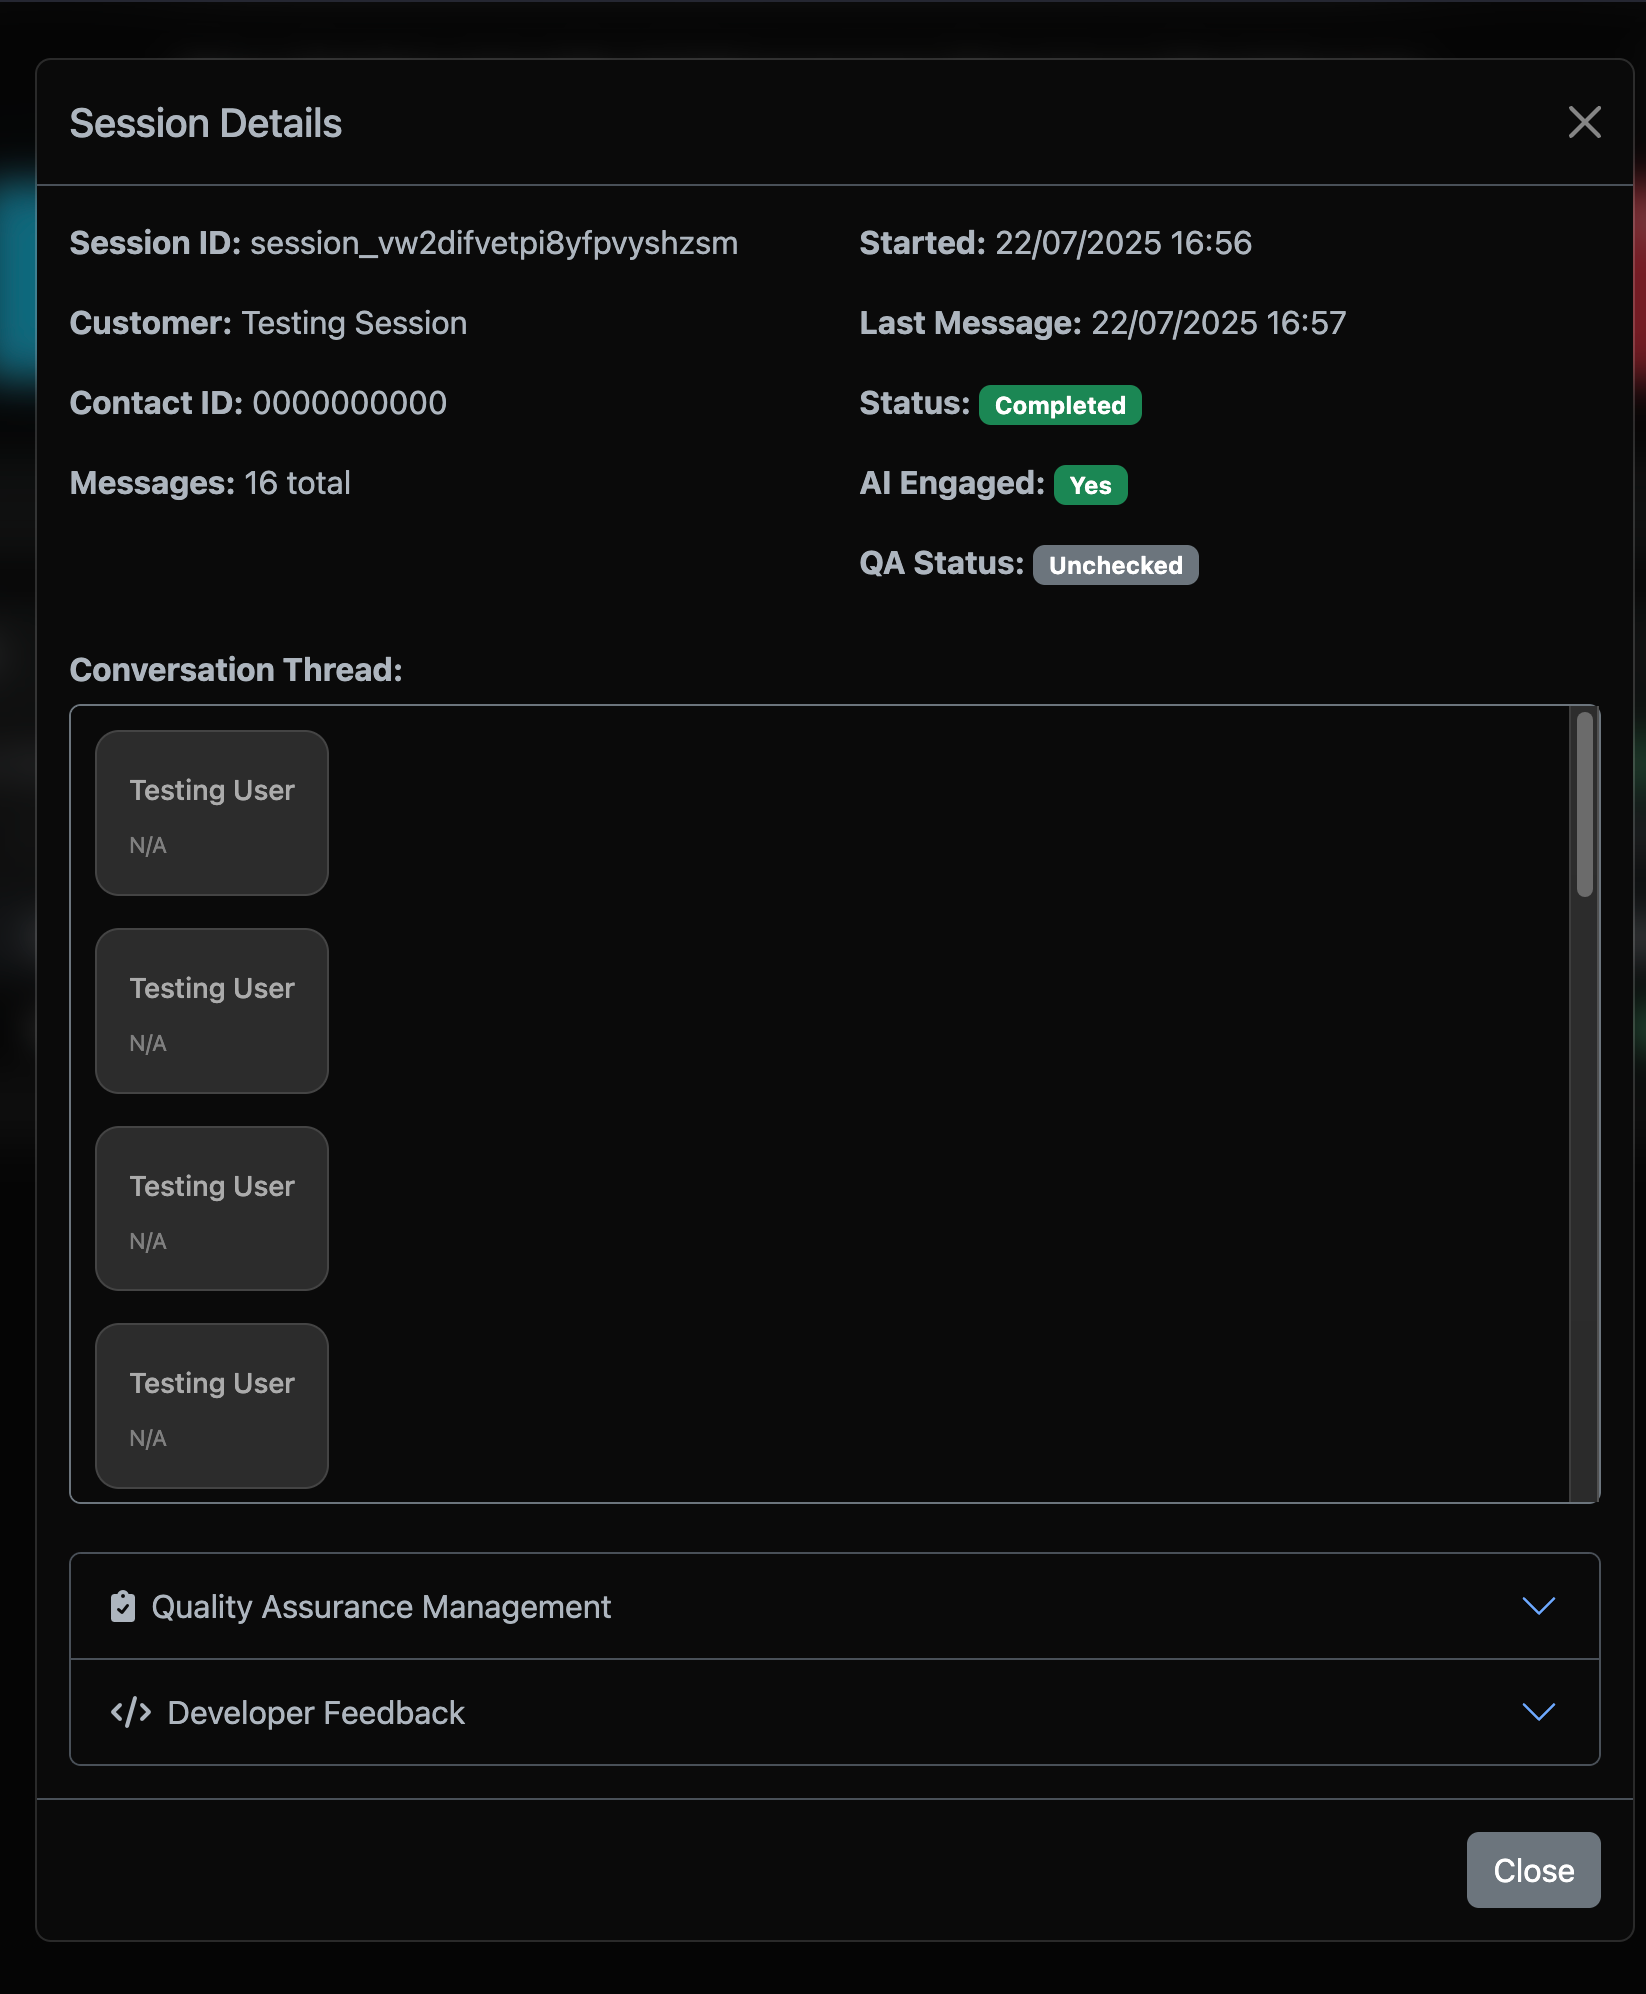 Session Details
Session ID: session_vw2difvetpi8yfpvyshzsm
Started: 22/07/2025 16:56
Customer: Testing Session
Last Message: 22/07/2025 16:57
Contact ID: 0000000000
Status: Completed
Messages: 16 total
AI Engaged: Yes
QA Status: Unchecked
Conversation Thread:
Testing User
N/A
Testing User
N/A
Testing User
N/A
Testing User
N/A
Quality Assurance Management
Developer Feedback
Close